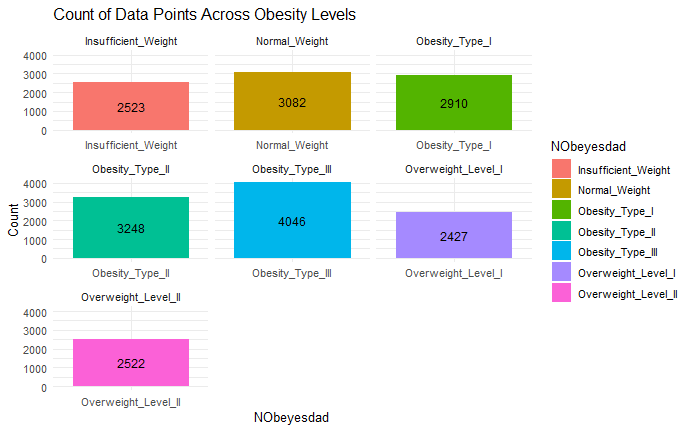 Count of Data Points Across Obesity Levels
Insufficient_Weight
Normal_Weight
Obesity_Type_I
4000
3000
2000
1000
0
2523
3082
2910
Insufficient_Weight
Normal_Weight
Obesity_Type_I
Obesity_Type_II
Obesity_Type_III
Overweight_Level_I
4000
3000
2000
1000
0
3248
4046
2427
Obesity_Type_II
Obesity_Type_III
Overweight_Level_I
Overweight_Level_II
4000
3000
2000
1000
0
2522
Overweight_Level_II
Count
NObeyesdad
NObeyesdad
Insufficient_Weight
Normal_Weight
Obesity_Type_I
Obesity_Type_II
Obesity_Type_III
Overweight_Level_I
Overweight_Level_II